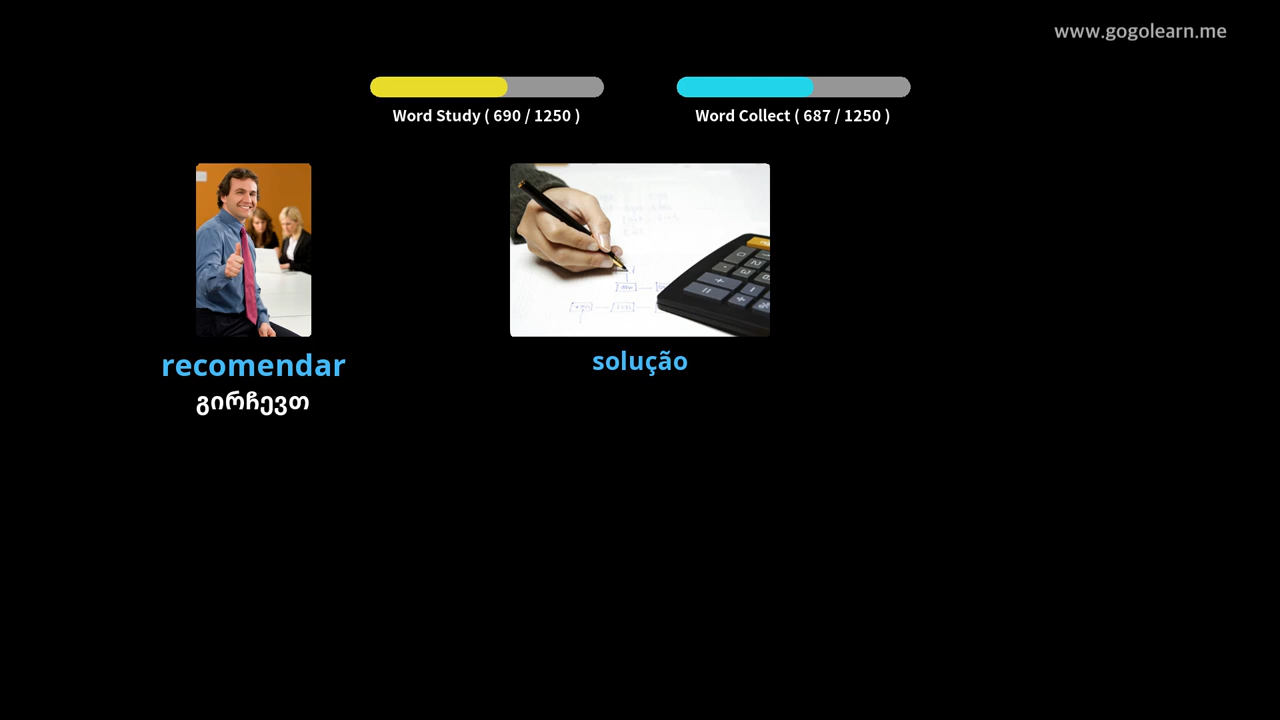 www.gogolearn.me
Word Study ( 690 / 1250 )
Word Collect ( 687 / 1250 )
recomendar
გირჩევთ
solução